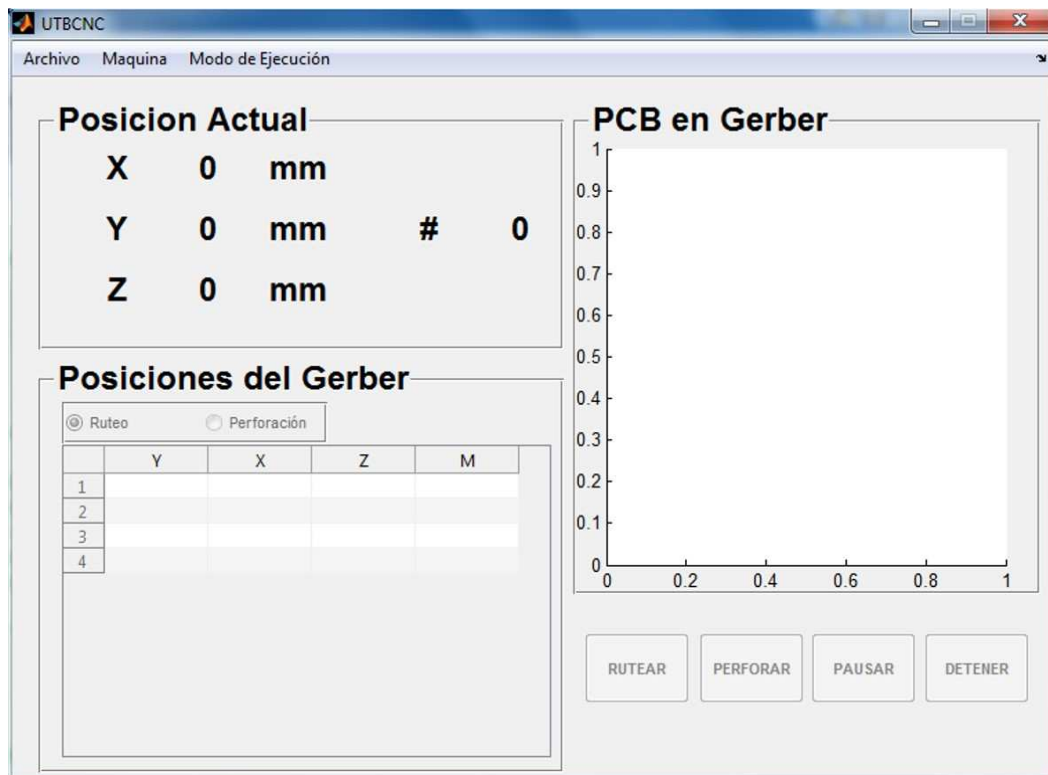 UTBCNC
Archivo Maquina Modo de Ejecución
Posicion Actual
X 0 mm
Y 0 mm # 0
Z 0 mm
Posiciones del Gerber
Ruteo Perforación
Y X Z M
1
2
3
4
PCB en Gerber
1
0.9
0.8
0.7
0.6
0.5
0.4
0.3
0.2
0.1
0
0 0.2 0.4 0.6 0.8 1
RUTEAR PERFORAR PAUSAR DETENER